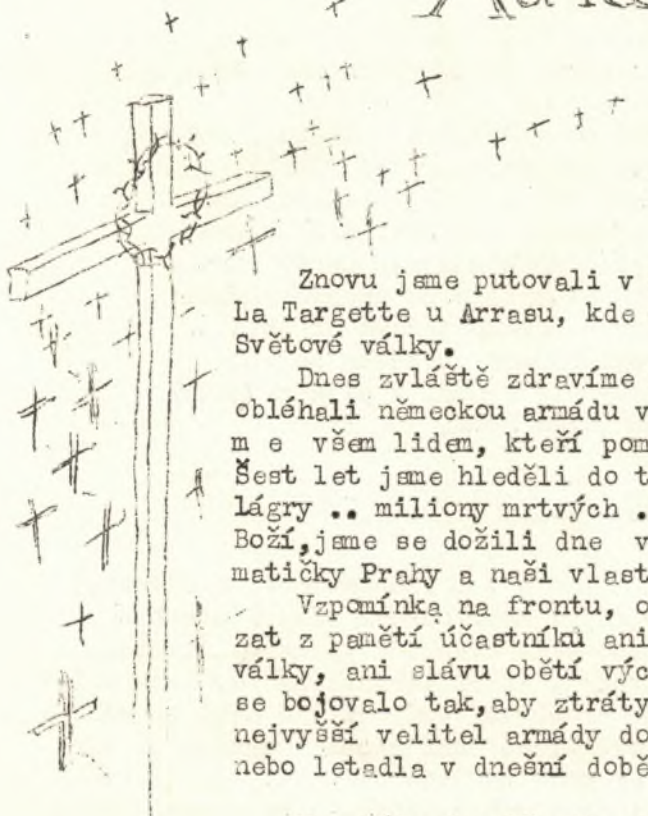 Znovu jsme putovali v
La Targette u Arrasu, kde
Světové války.
Dnes zvláště zdravíme
obléhali německou armádu v
m e všem lidem, kteří pom
Šest let jsme hleděli do t
lágry .. miliony mrtvých .
Boží,jsme se dožili dne v
matičky Prahy a naši vlast
Vzpomínka na frontu, o
zat z pamětí účastníku ani
války, ani slávu obětí výc
se bojovalo tak,aby ztráty
nejvyšší velitel armády do
nebo letadla v dnešní době